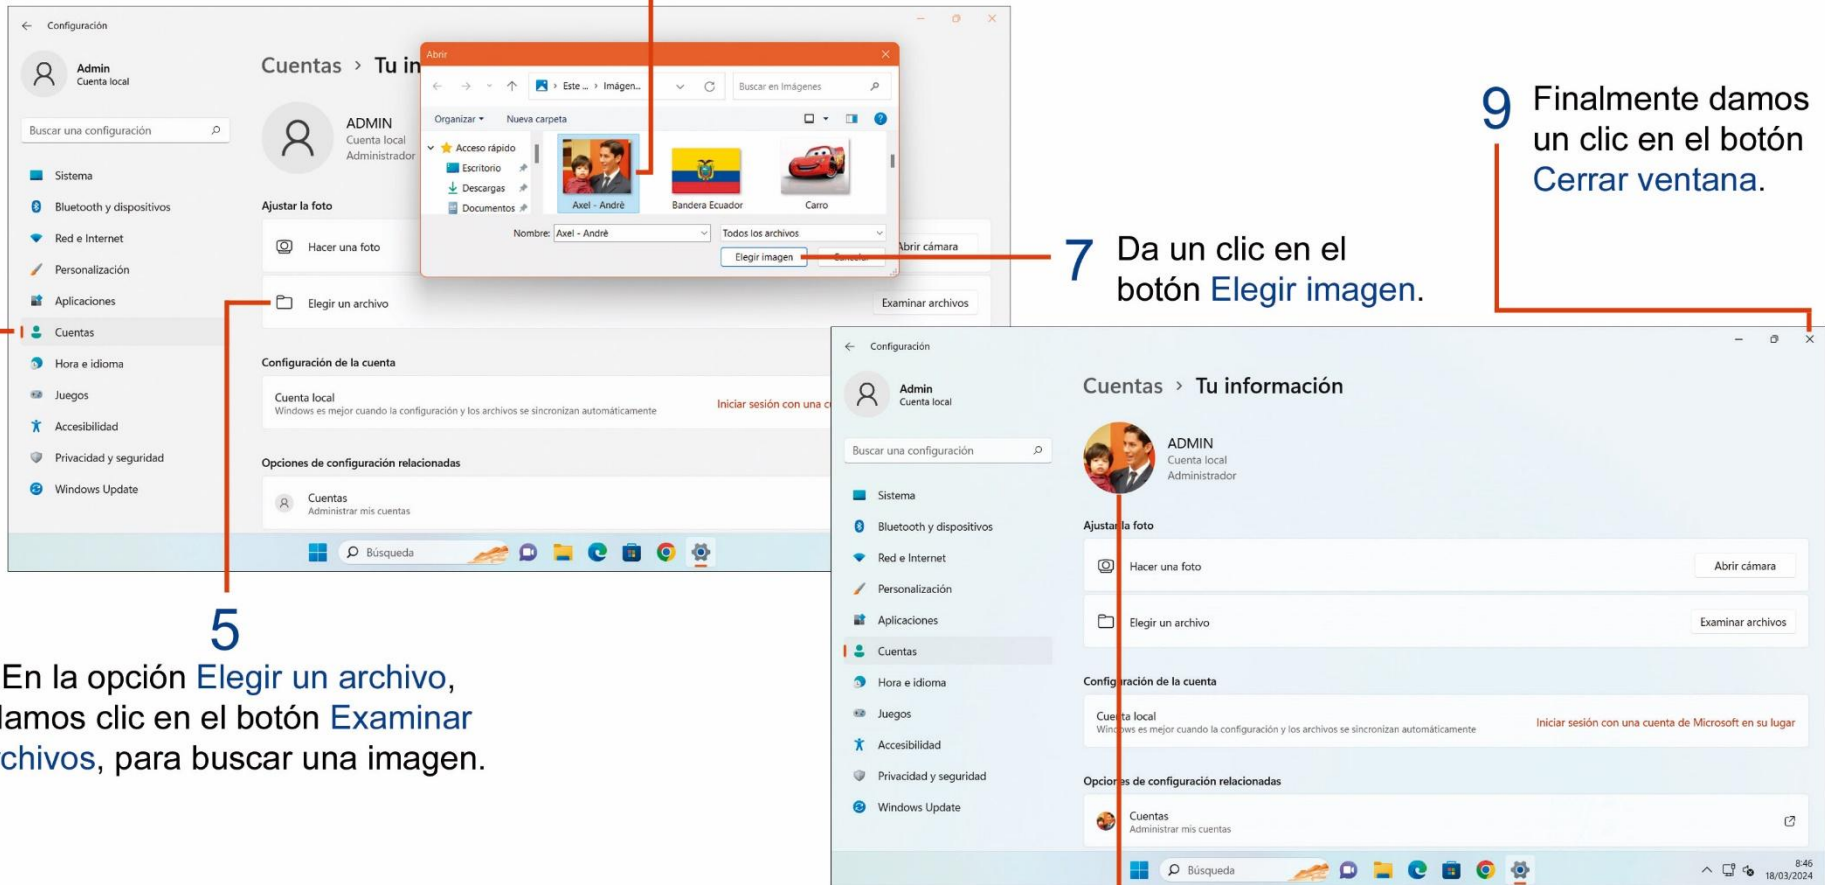 Configuración
Admin
Cuenta local
Buscar una configuración
Sistema
Bluetooth y dispositivos
Red e Internet
Personalización
Aplicaciones
Cuentas
Hora e idioma
Juegos
Accesibilidad
Privacidad y seguridad
Windows Update
Cuentas > Tu in
ADMIN
Cuenta local
Administrador
Ajustar la foto
Hacer una foto
Abrir cámara
Elegir un archivo
Examinar archivos
Configuración de la cuenta
Cuenta local
Windows es mejor cuando la configuración y los archivos se sincronizan automáticamente
Iniciar sesión con una c
Opciones de configuración relacionadas
Cuentas
Administrar mis cuentas
Búsqueda
Abrir
Este ... > Imágen...
Buscar en Imágenes
Organizar
Nueva carpeta
Acceso rápido
Escritorio
Descargas
Documentos
Axel - Andrè
Bandera Ecuador
Carro
Nombre: Axel - Andrè
Todos los archivos
Elegir imagen
5
En la opción Elegir un archivo,
damos clic en el botón Examinar
chivos, para buscar una imagen.
7
Da un clic en el
botón Elegir imagen.
9
Finalmente damos
un clic en el botón
Cerrar ventana.
Configuración
Admin
Cuenta local
Buscar una configuración
Sistema
Bluetooth y dispositivos
Red e Internet
Personalización
Aplicaciones
Cuentas
Hora e idioma
Juegos
Accesibilidad
Privacidad y seguridad
Windows Update
Cuentas > Tu información
ADMIN
Cuenta local
Administrador
Ajustar la foto
Hacer una foto
Abrir cámara
Elegir un archivo
Examinar archivos
Configuración de la cuenta
Cuenta local
Windows es mejor cuando la configuración y los archivos se sincronizan automáticamente
Iniciar sesión con una cuenta de Microsoft en su lugar
Opciones de configuración relacionadas
Cuentas
Administrar mis cuentas
Búsqueda
8:46
18/03/2024